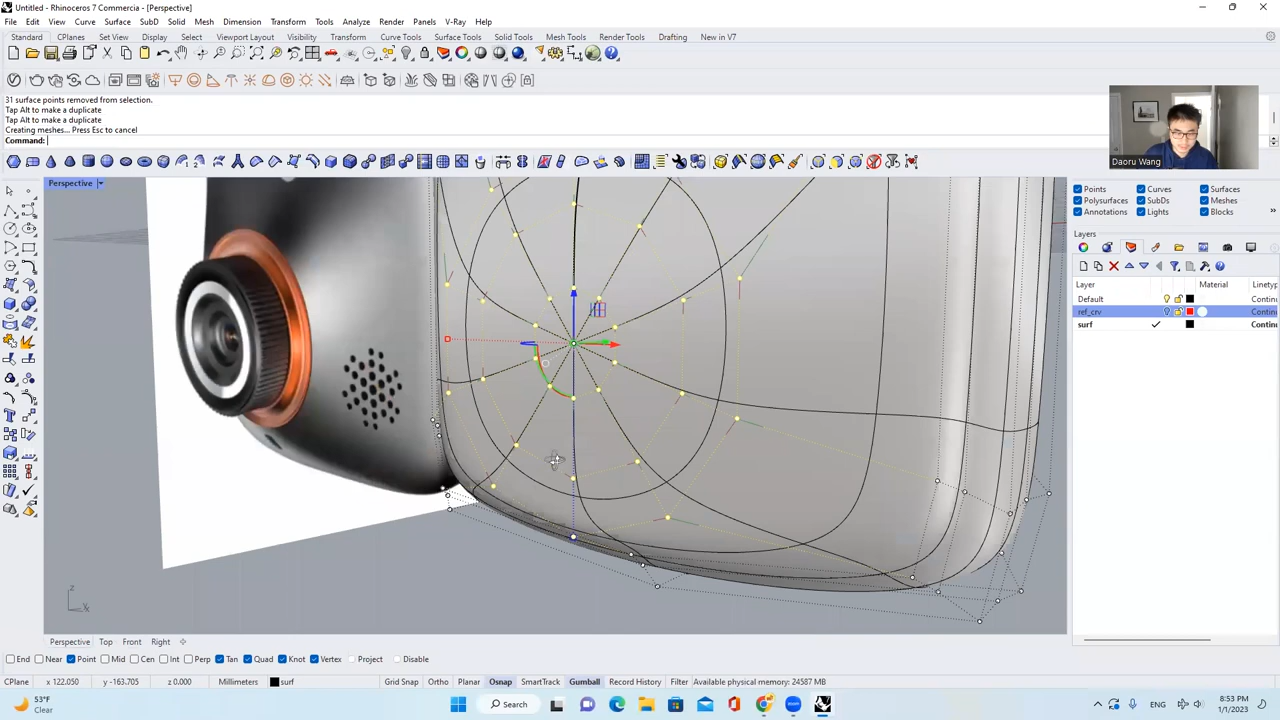 Untitled - Rhinoceros 7 Commercia - [Perspective]
File Edit View Curve Surface SubD Solid Mesh Dimension Transform Tools Analyze Render Panels V-Ray Help
Standard CPlanes Set View Display Select Viewport Layout Visibility Transform Curve Tools Surface Tools Solid Tools Mesh Tools Render Tools Drafting New in V7
31 surface points removed from selection.
Tap Alt to make a duplicate
Tap Alt to make a duplicate
Creating meshes... Press Esc to cancel
Command:
Daoru Wang
Perspective
Points Curves Surfaces
Polysurfaces SubDs Meshes
Annotations Lights Blocks
Layers
Layer Material Linetyp
Default Continu
ref_crv Continu
surf Continu
z
x
Perspective Top Front Right
End Near Point Mid Cen Int Perp Tan Quad Knot Vertex Project Disable
CPlane x 122.050 y -163.705 z 0.000 Millimeters surf Grid Snap Ortho Planar Osnap SmartTrack Gumball Record History Filter Available physical memory: 24587 MB
53°F
Clear
Search
ENG
8:53 PM
1/1/2023